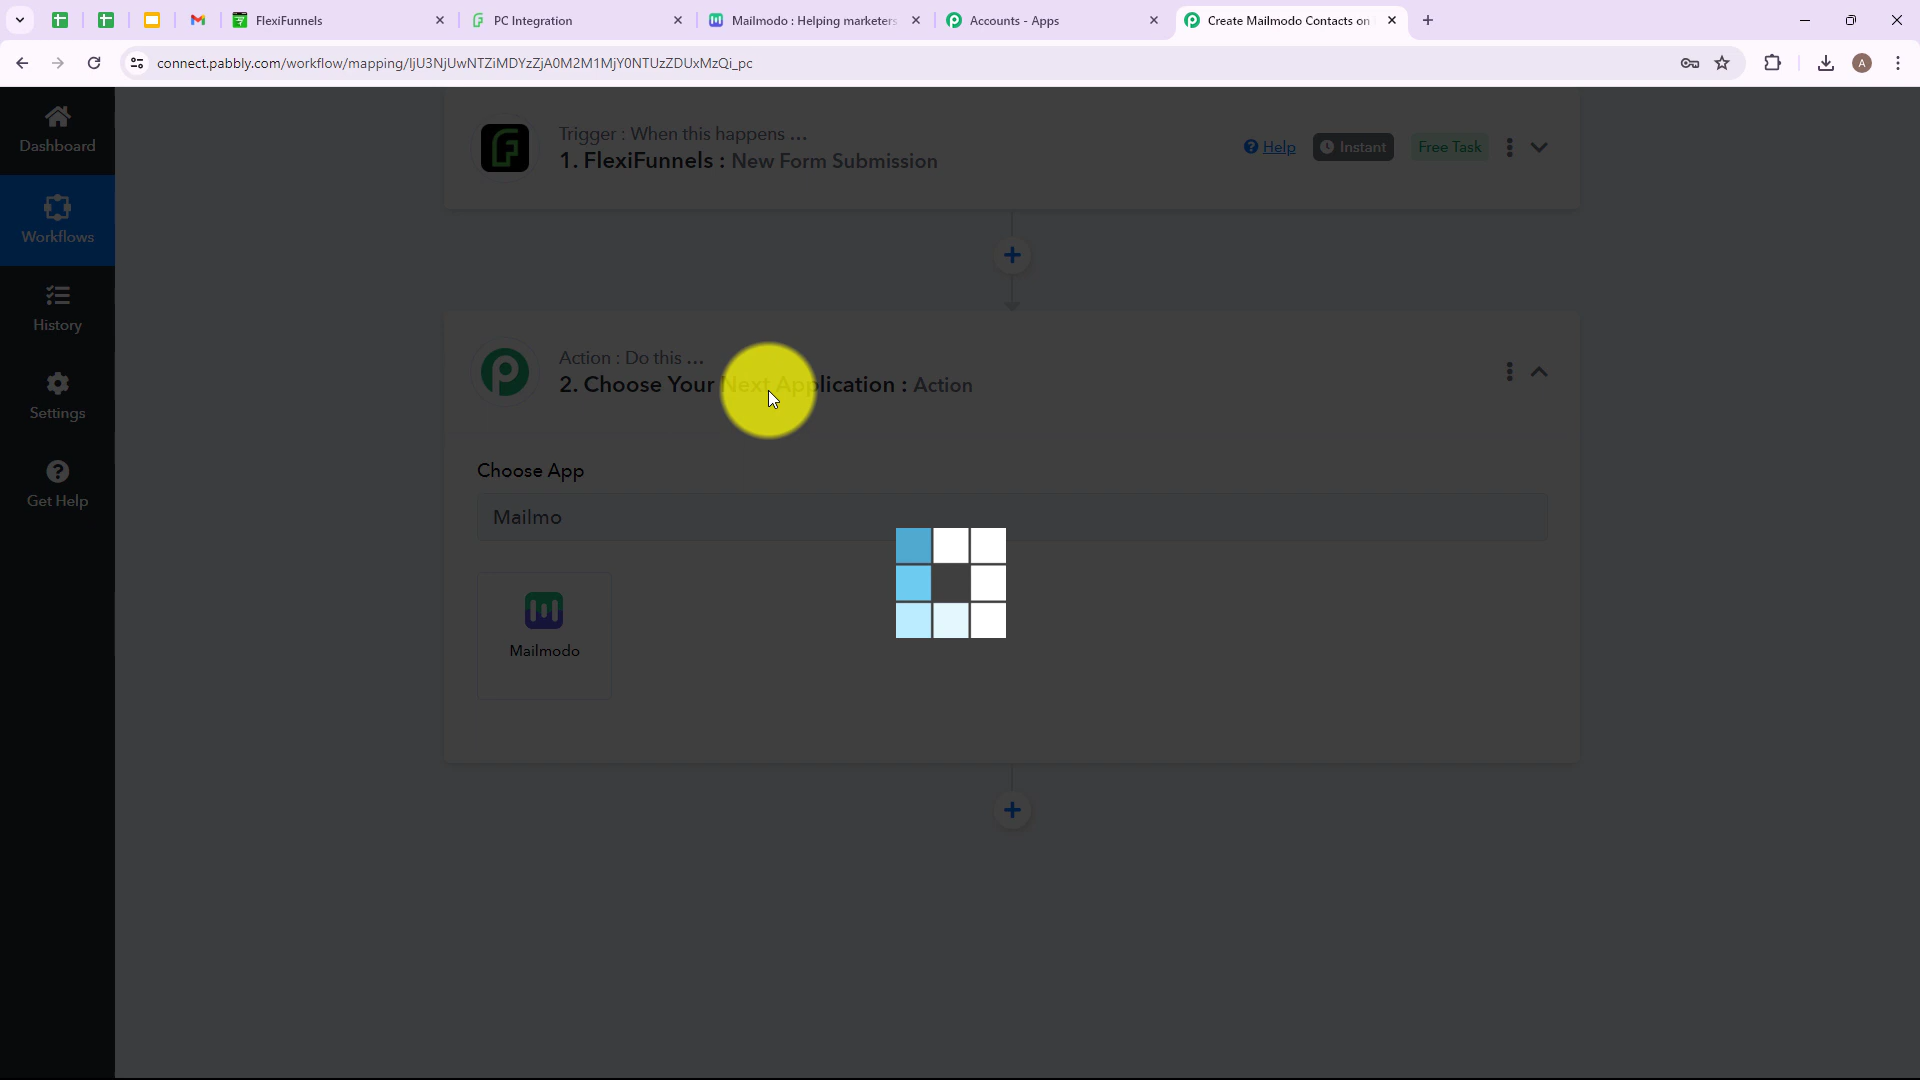 FlexiFunnels
PC Integration
Mailmodo : Helping marketers
Accounts - Apps
Create Mailmodo Contacts on
connect.pabbly.com/workflow/mapping/IjU3NjUwNTZiMDYzZjA0M2M1MjY0NTUzZDUxMzQi_pc
A
Dashboard
Workflows
History
Settings
Get Help
Trigger : When this happens ...
1. FlexiFunnels : New Form Submission
Help
Instant
Free Task
Action : Do this ...
2. Choose Your Next Application : Action
Choose App
Mailmo
Mailmodo